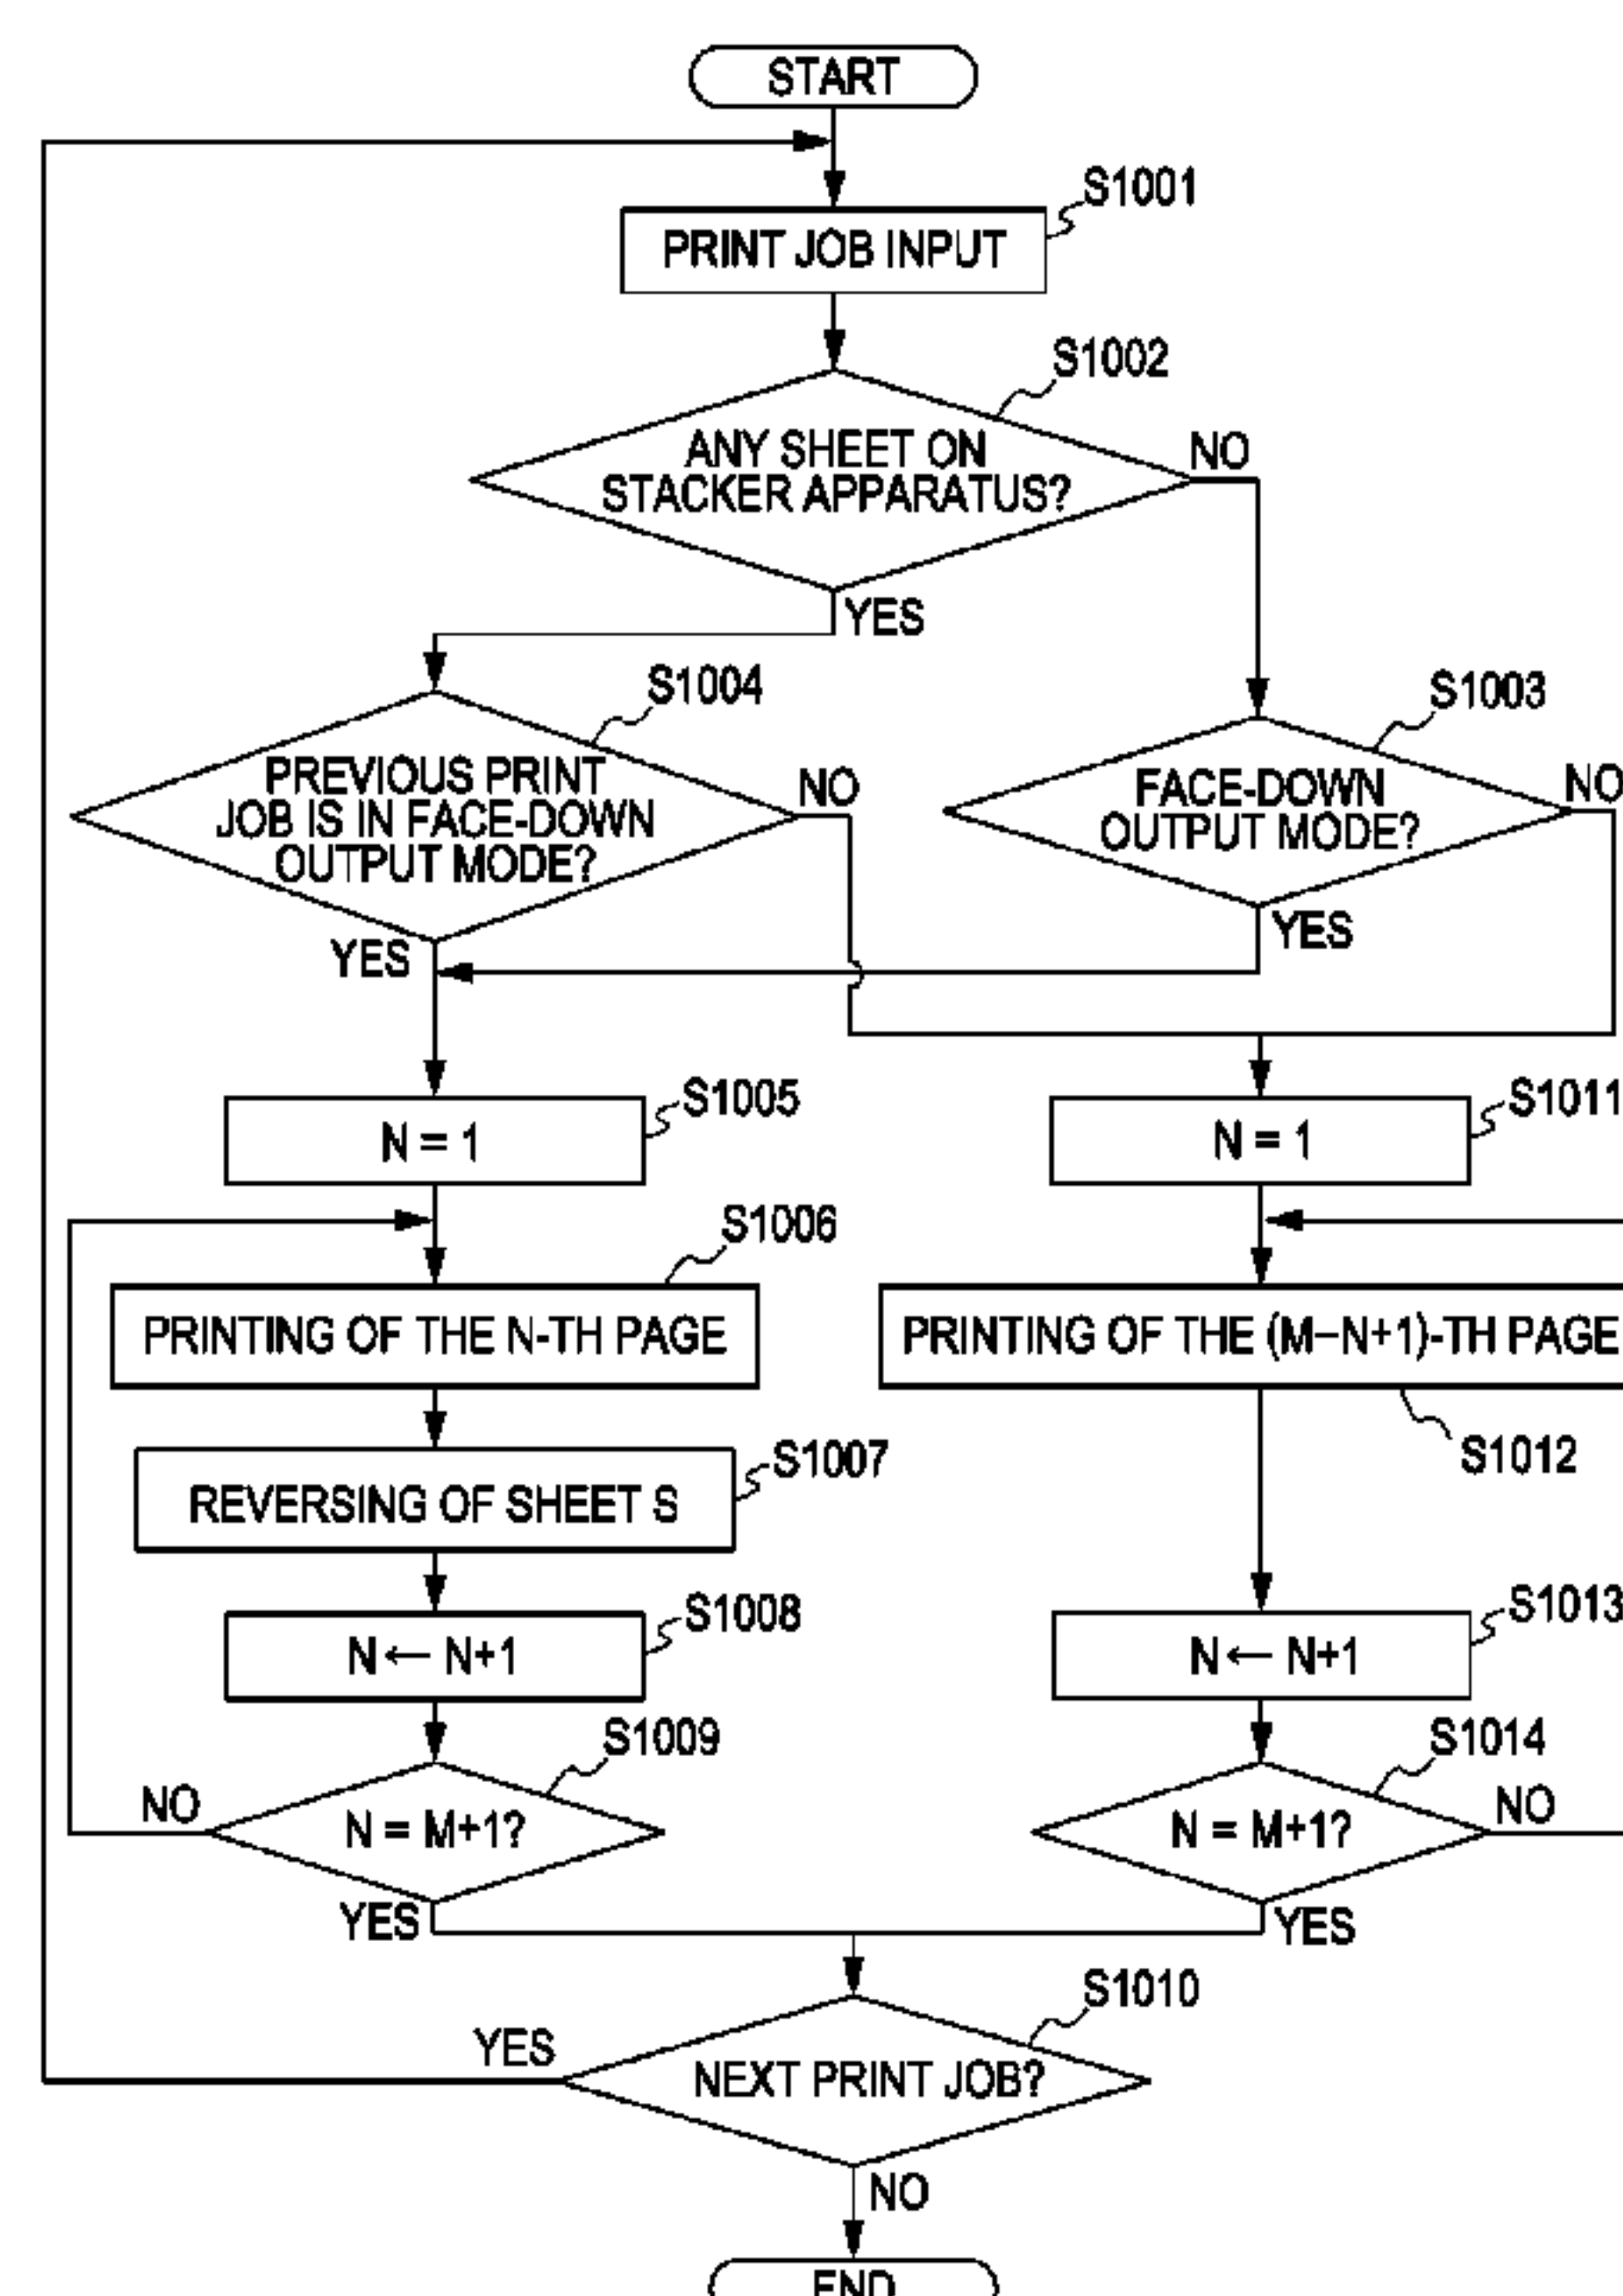 START
S1001
PRINT JOB INPUT
S1002
ANY SHEET ON
STACKER APPARATUS?
NO
YES
S1004
PREVIOUS PRINT
JOB IS IN FACE-DOWN
OUTPUT MODE?
NO
YES
S1003
FACE-DOWN
OUTPUT MODE?
NO
YES
S1005
N = 1
S1011
N = 1
S1006
PRINTING OF THE N-TH PAGE
PRINTING OF THE (M−N+1)-TH PAGE
S1012
S1007
REVERSING OF SHEET S
S1008
N ← N+1
S1013
N ← N+1
S1009
N = M+1?
NO
YES
S1014
N = M+1?
NO
YES
S1010
NEXT PRINT JOB?
YES
NO
END